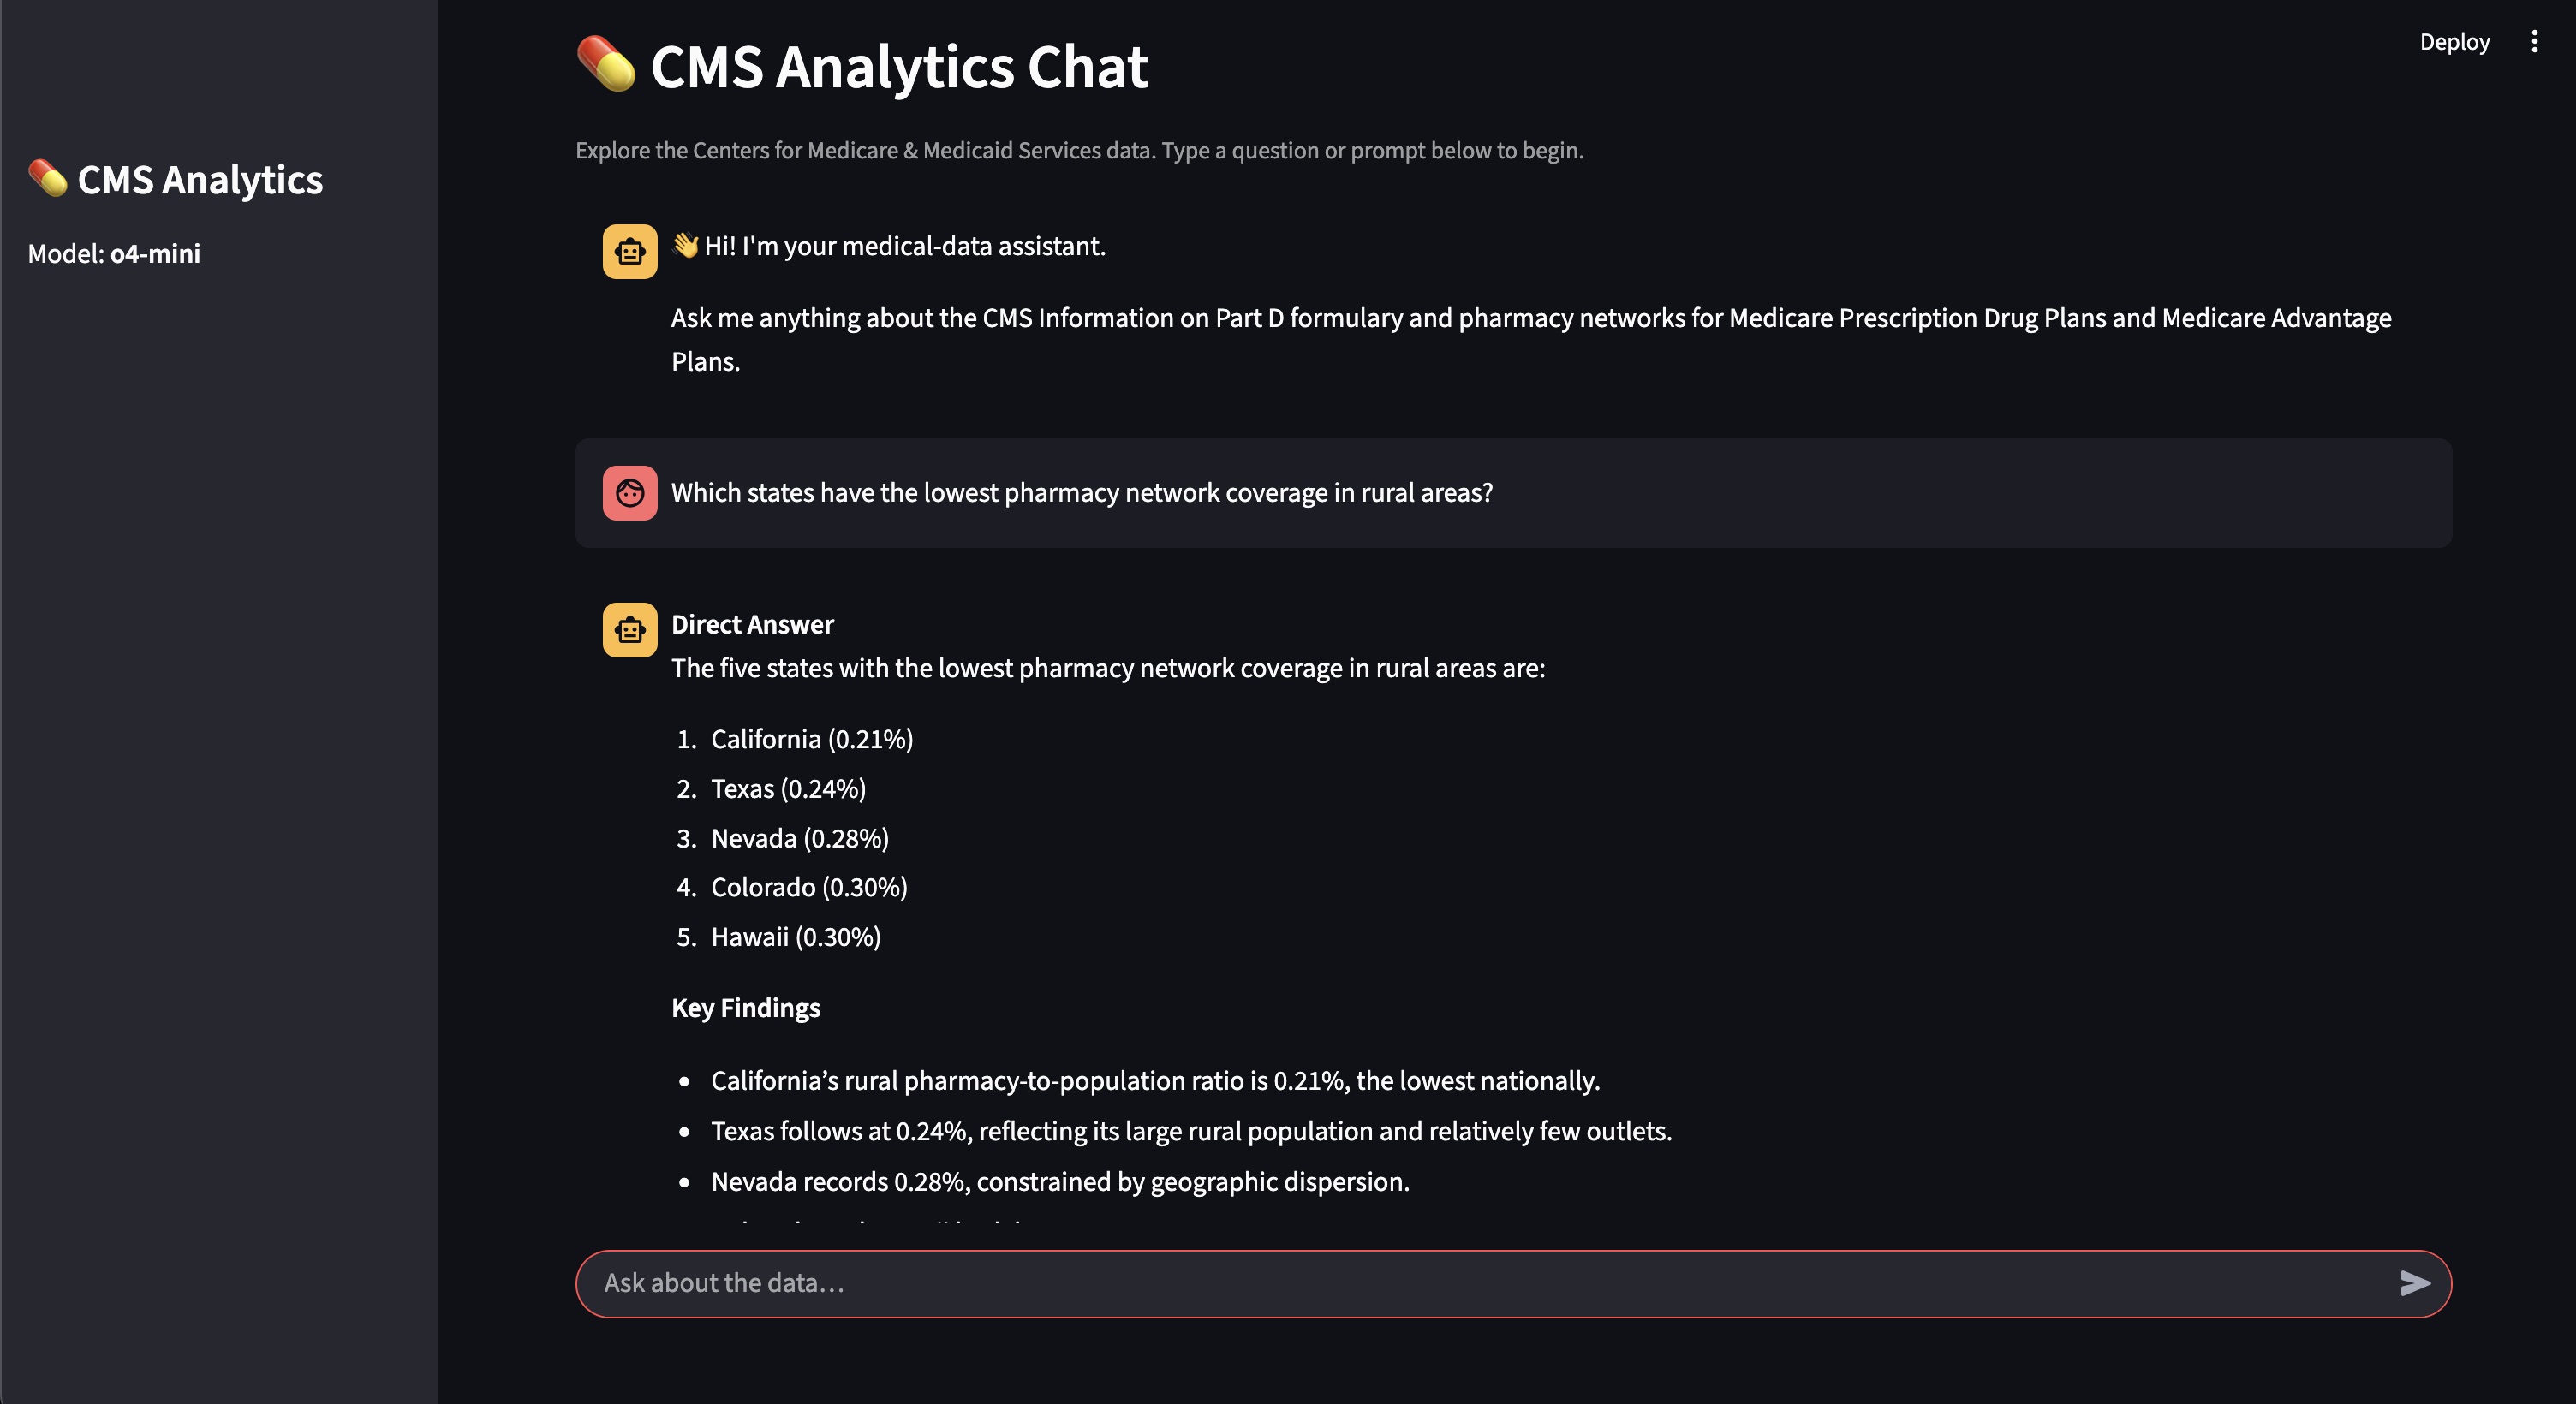 Deploy
💊 CMS Analytics
Model: o4-mini
💊 CMS Analytics Chat
Explore the Centers for Medicare & Medicaid Services data. Type a question or prompt below to begin.
👋 Hi! I'm your medical-data assistant.
Ask me anything about the CMS Information on Part D formulary and pharmacy networks for Medicare Prescription Drug Plans and Medicare Advantage
Plans.
Which states have the lowest pharmacy network coverage in rural areas?
Direct Answer
The five states with the lowest pharmacy network coverage in rural areas are:
1. California (0.21%)
2. Texas (0.24%)
3. Nevada (0.28%)
4. Colorado (0.30%)
5. Hawaii (0.30%)
Key Findings
• California’s rural pharmacy-to-population ratio is 0.21%, the lowest nationally.
• Texas follows at 0.24%, reflecting its large rural population and relatively few outlets.
• Nevada records 0.28%, constrained by geographic dispersion.
Ask about the data…